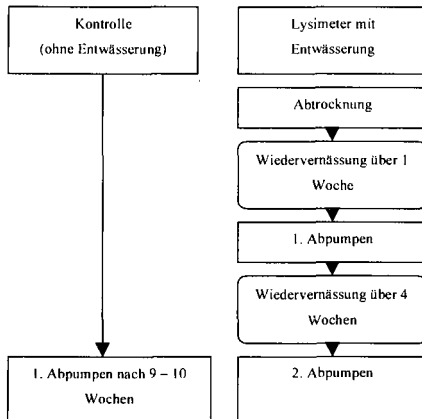 Kontrolle
(ohne Entwässerung)
Lysimeter mit
Entwässerung
Abtrocknung
Wiedervernässung über 1
Woche
1. Abpumpen
Wiedervernässung über 4
Wochen
1. Abpumpen nach 9 – 10
Wochen
2. Abpumpen